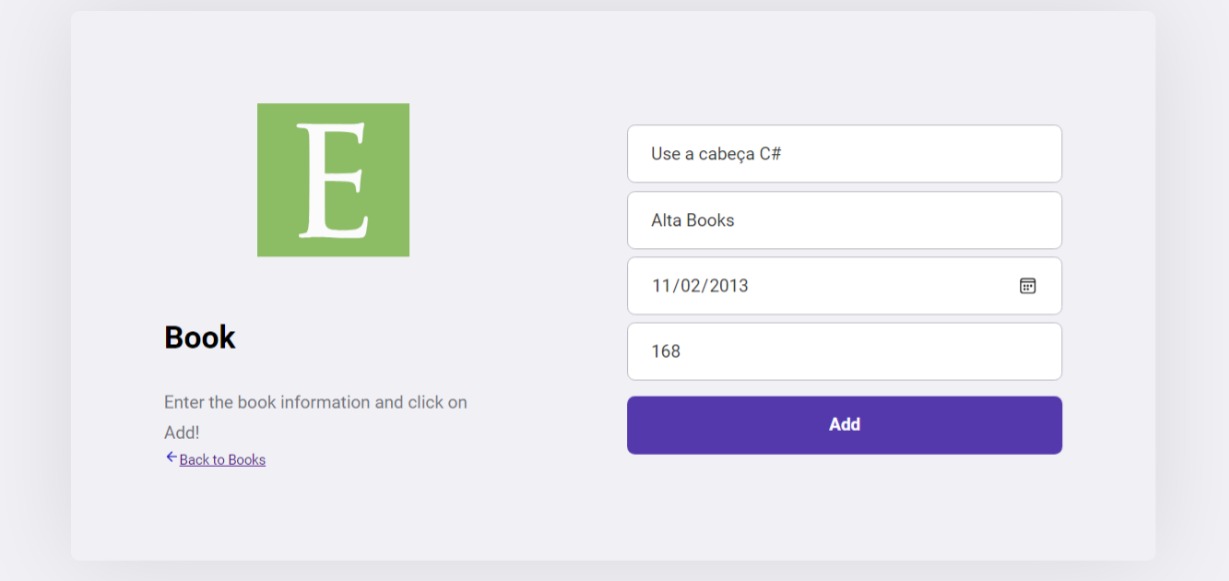 E
Book
Enter the book information and click on
Add!
Back to Books
Use a cabeça C#
Alta Books
11/02/2013
168
Add